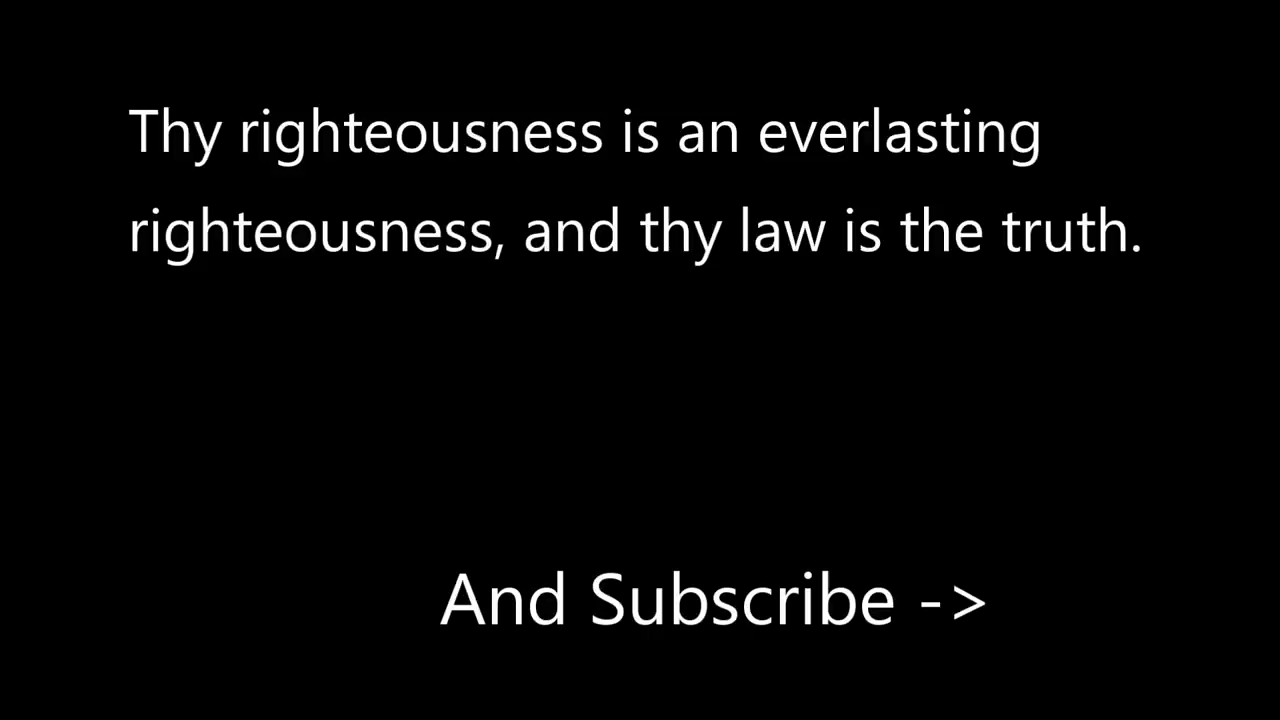 Thy righteousness is an everlasting
righteousness, and thy law is the truth.
And Subscribe ->